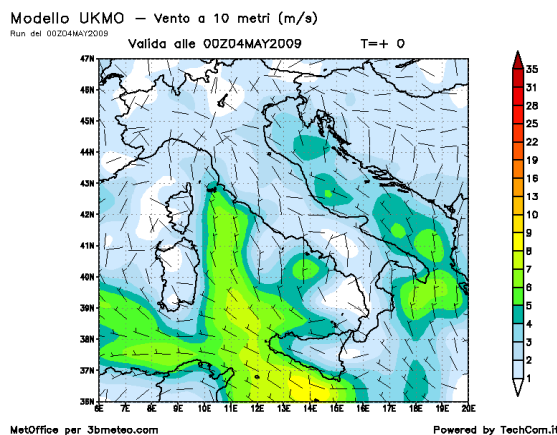 Modello UKMO – Vento a 10 metri (m/s)
Run del 00Z04MAY2009
Valida alle 00Z04MAY2009 T=+ 0
47N
46N
45N
44N
43N
42N
41N
40N
39N
38N
37N
36N
6E 7E 8E 9E 10E 11E 12E 13E 14E 15E 16E 17E 18E 19E 20E
35
31
28
25
22
19
16
13
10
9
8
7
6
5
4
3
2
1
MetOffice per 3bmeteo.com
Powered by TechCom.it